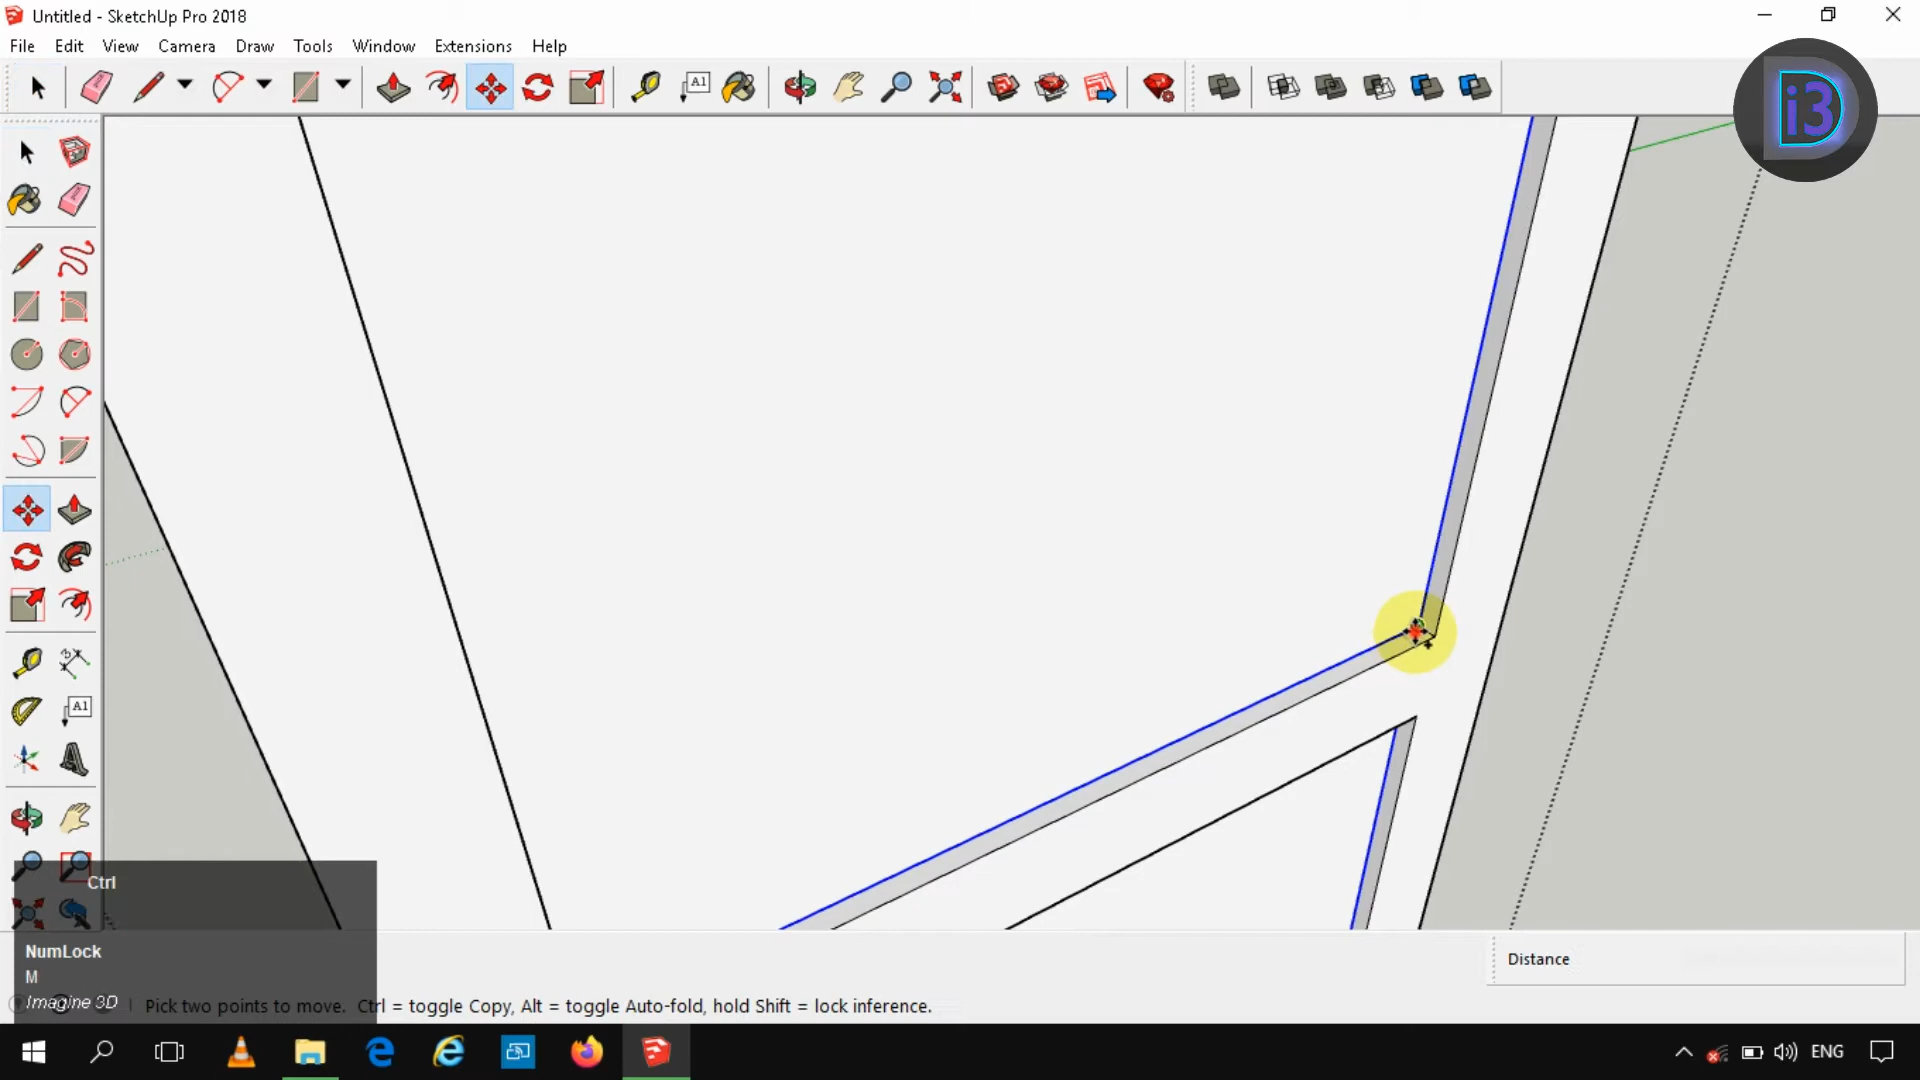 Untitled - SketchUp Pro 2018
File Edit View Camera Draw Tools Window Extensions Help
A1
i3
A1
Ctrl
NumLock
M
Imagine 3D
Distance
Pick two points to move. Ctrl = toggle Copy, Alt = toggle Auto-fold, hold Shift = lock inference.
ENG